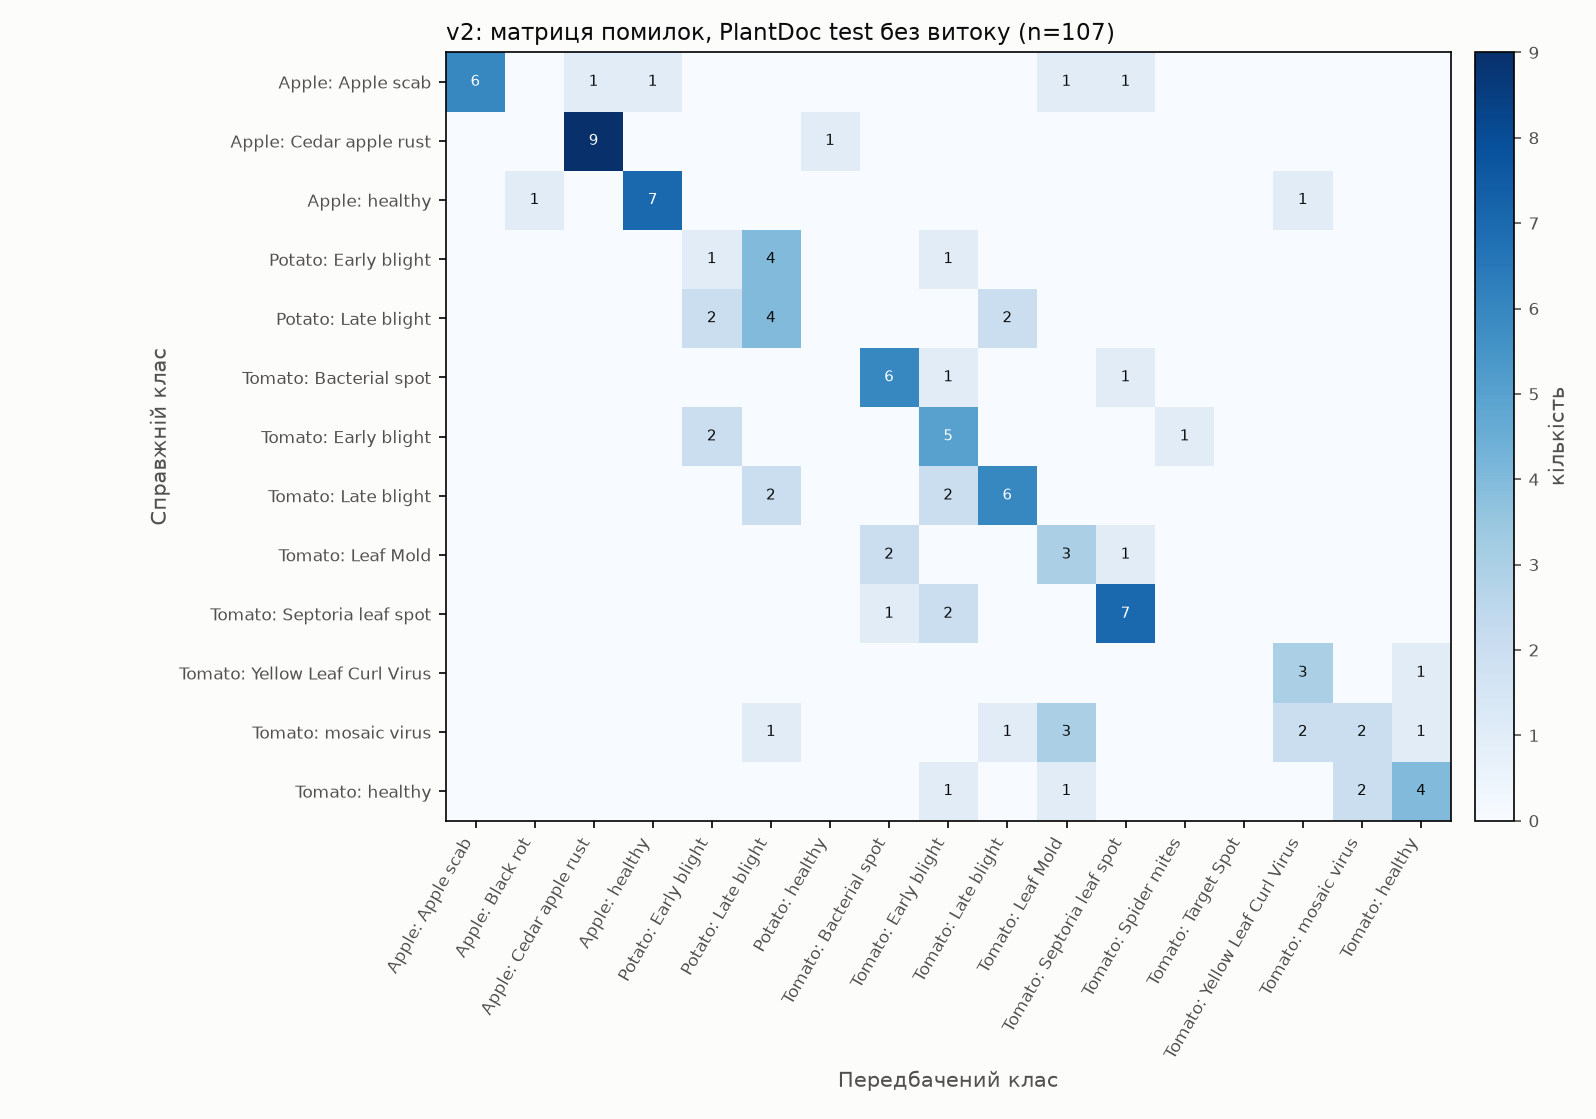 v2: матриця помилок, PlantDoc test без витоку (n=107)
Справжній клас
Apple: Apple scab 6 1 1 1 1
Apple: Cedar apple rust 9 1
Apple: healthy 1 7 1
Potato: Early blight 1 4 1
Potato: Late blight 2 4 2
Tomato: Bacterial spot 6 1 1
Tomato: Early blight 2 5 1
Tomato: Late blight 2 2 6
Tomato: Leaf Mold 2 3 1
Tomato: Septoria leaf spot 1 2 7
Tomato: Yellow Leaf Curl Virus 3 1
Tomato: mosaic virus 1 1 3 2 2 1
Tomato: healthy 1 1 2 4
Apple: Apple scab
Apple: Black rot
Apple: Cedar apple rust
Apple: healthy
Potato: Early blight
Potato: Late blight
Potato: healthy
Tomato: Bacterial spot
Tomato: Early blight
Tomato: Late blight
Tomato: Leaf Mold
Tomato: Septoria leaf spot
Tomato: Spider mites
Tomato: Target Spot
Tomato: Yellow Leaf Curl Virus
Tomato: mosaic virus
Tomato: healthy
Передбачений клас
9
8
7
6
5
4
3
2
1
0
кількість